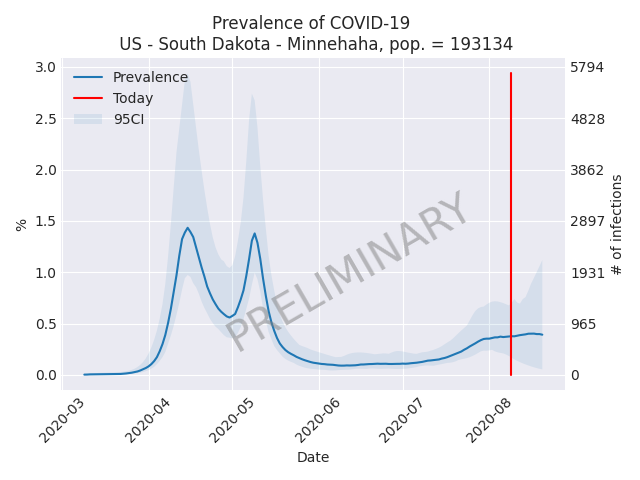 Prevalence of COVID-19
US - South Dakota - Minnehaha, pop. = 193134
Prevalence
Today
95CI
3.0
2.5
2.0
1.5
1.0
0.5
0.0
%
5794
4828
3862
2897
1931
965
0
# of infections
PRELIMINARY
2020-03
2020-04
2020-05
2020-06
2020-07
2020-08
Date